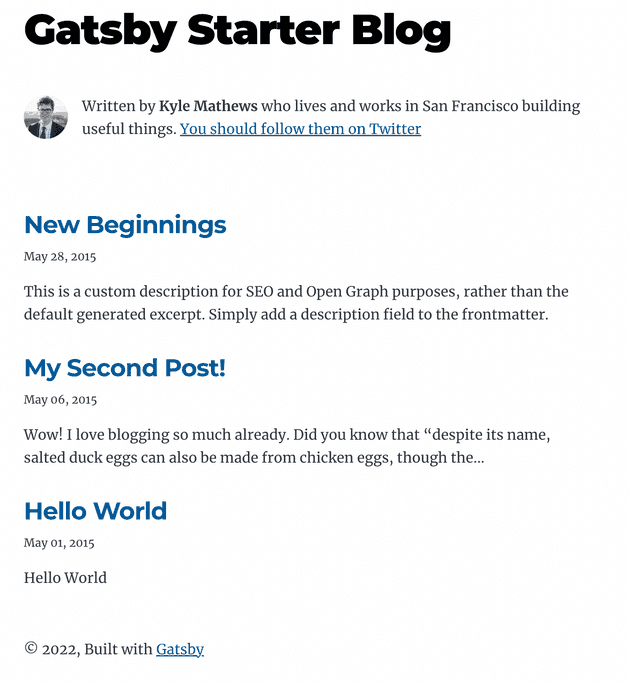 Gatsby Starter Blog
Written by Kyle Mathews who lives and works in San Francisco building
useful things. You should follow them on Twitter
New Beginnings
May 28, 2015
This is a custom description for SEO and Open Graph purposes, rather than the
default generated excerpt. Simply add a description field to the frontmatter.
My Second Post!
May 06, 2015
Wow! I love blogging so much already. Did you know that “despite its name,
salted duck eggs can also be made from chicken eggs, though the…
Hello World
May 01, 2015
Hello World
© 2022, Built with Gatsby